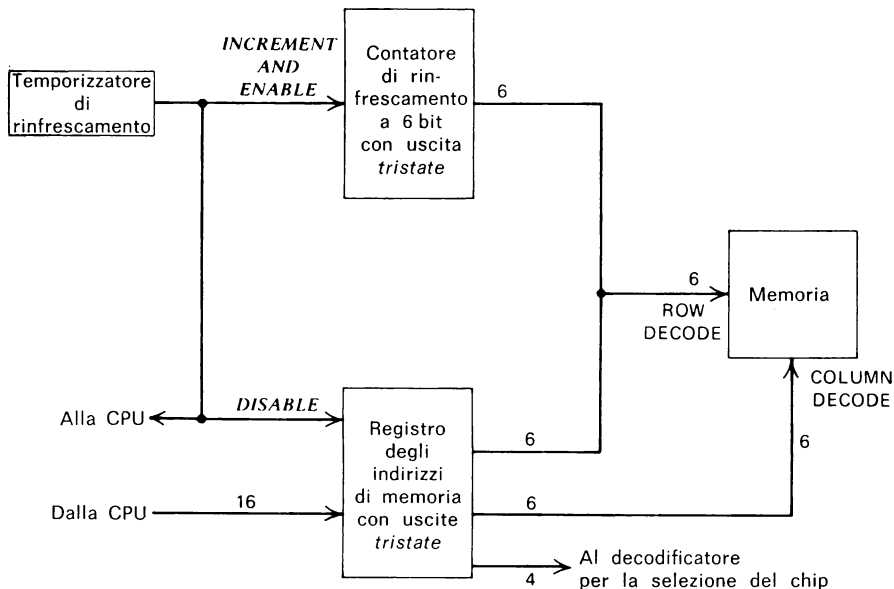 Temporizzatore
di
rinfrescamento
INCREMENT
AND
ENABLE
Contatore
di rin-
frescamento
a 6 bit
con uscita
tristate
6
6
ROW
DECODE
Memoria
COLUMN
DECODE
6
Alla CPU
DISABLE
Dalla CPU
16
Registro
degli
indirizzi
di memoria
con uscite
tristate
6
6
4
Al decodificatore
per la selezione del chip